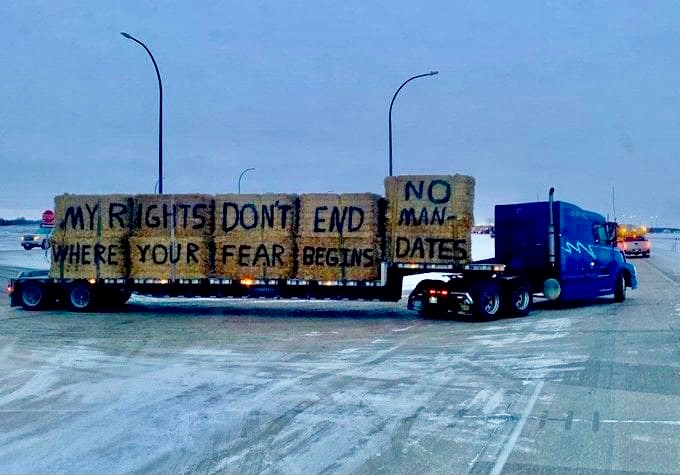 MY RIGHTS DON'T END
WHERE YOUR FEAR BEGINS
NO
MAN-
DATES